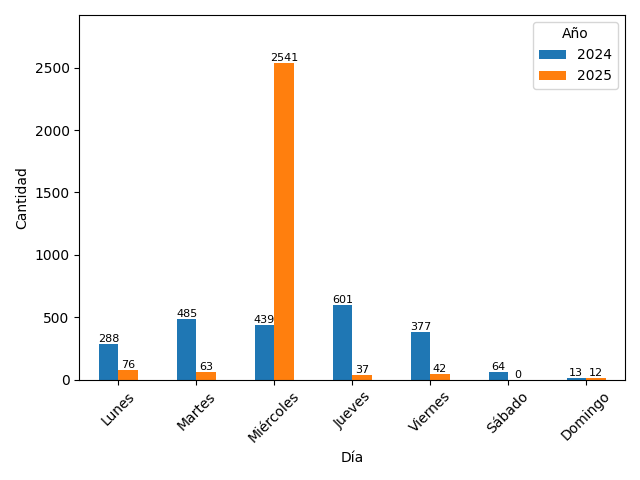 Año
2024
2025
2500
2000
1500
1000
500
0
Cantidad
288
76
485
63
439
2541
601
37
377
42
64
0
13
12
Lunes
Martes
Miércoles
Jueves
Viernes
Sábado
Domingo
Día